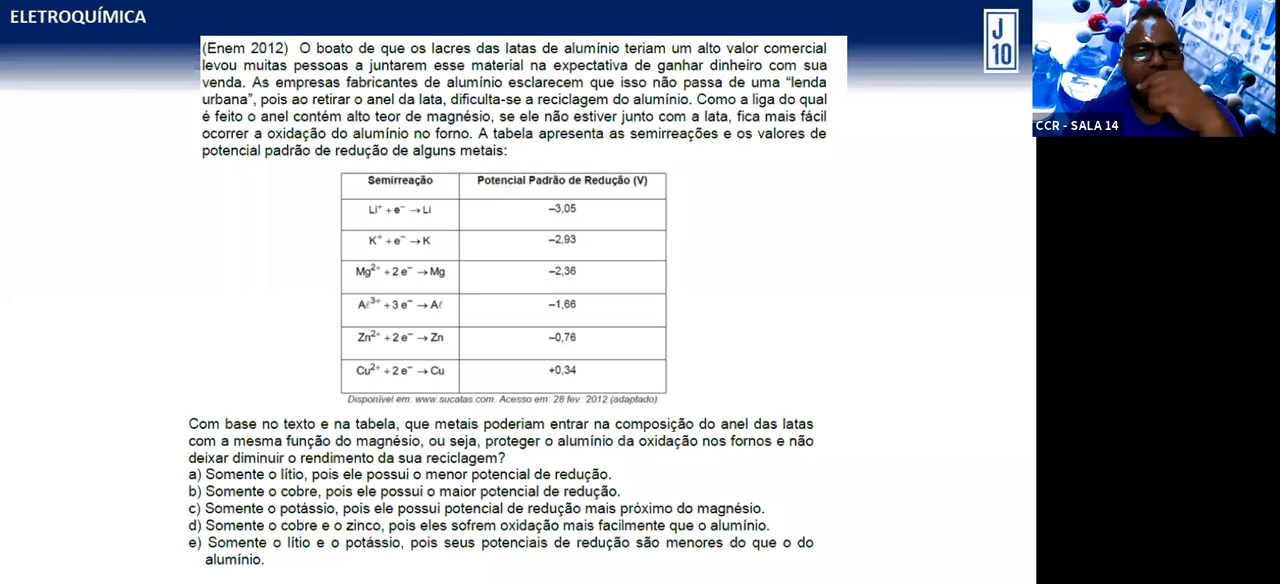 ELETROQUÍMICA
J
10
(Enem 2012) O boato de que os lacres das latas de alumínio teriam um alto valor comercial
levou muitas pessoas a juntarem esse material na expectativa de ganhar dinheiro com sua
venda. As empresas fabricantes de alumínio esclarecem que isso não passa de uma “lenda
urbana”, pois ao retirar o anel da lata, dificulta-se a reciclagem do alumínio. Como a liga do qual
é feito o anel contém alto teor de magnésio, se ele não estiver junto com a lata, fica mais fácil
ocorrer a oxidação do alumínio no forno. A tabela apresenta as semirreações e os valores de
potencial padrão de redução de alguns metais:
CCR - SALA 14
Semirreação Potencial Padrão de Redução (V)
Li⁺ + e⁻ → Li –3,05
K⁺ + e⁻ → K –2,93
Mg²⁺ + 2 e⁻ → Mg –2,36
Aℓ³⁺ + 3 e⁻ → Aℓ –1,66
Zn²⁺ + 2 e⁻ → Zn –0,76
Cu²⁺ + 2 e⁻ → Cu +0,34
Disponível em: www.sucatas.com. Acesso em: 28 fev. 2012 (adaptado).
Com base no texto e na tabela, que metais poderiam entrar na composição do anel das latas
com a mesma função do magnésio, ou seja, proteger o alumínio da oxidação nos fornos e não
deixar diminuir o rendimento da sua reciclagem?
a) Somente o lítio, pois ele possui o menor potencial de redução.
b) Somente o cobre, pois ele possui o maior potencial de redução.
c) Somente o potássio, pois ele possui potencial de redução mais próximo do magnésio.
d) Somente o cobre e o zinco, pois eles sofrem oxidação mais facilmente que o alumínio.
e) Somente o lítio e o potássio, pois seus potenciais de redução são menores do que o do
alumínio.